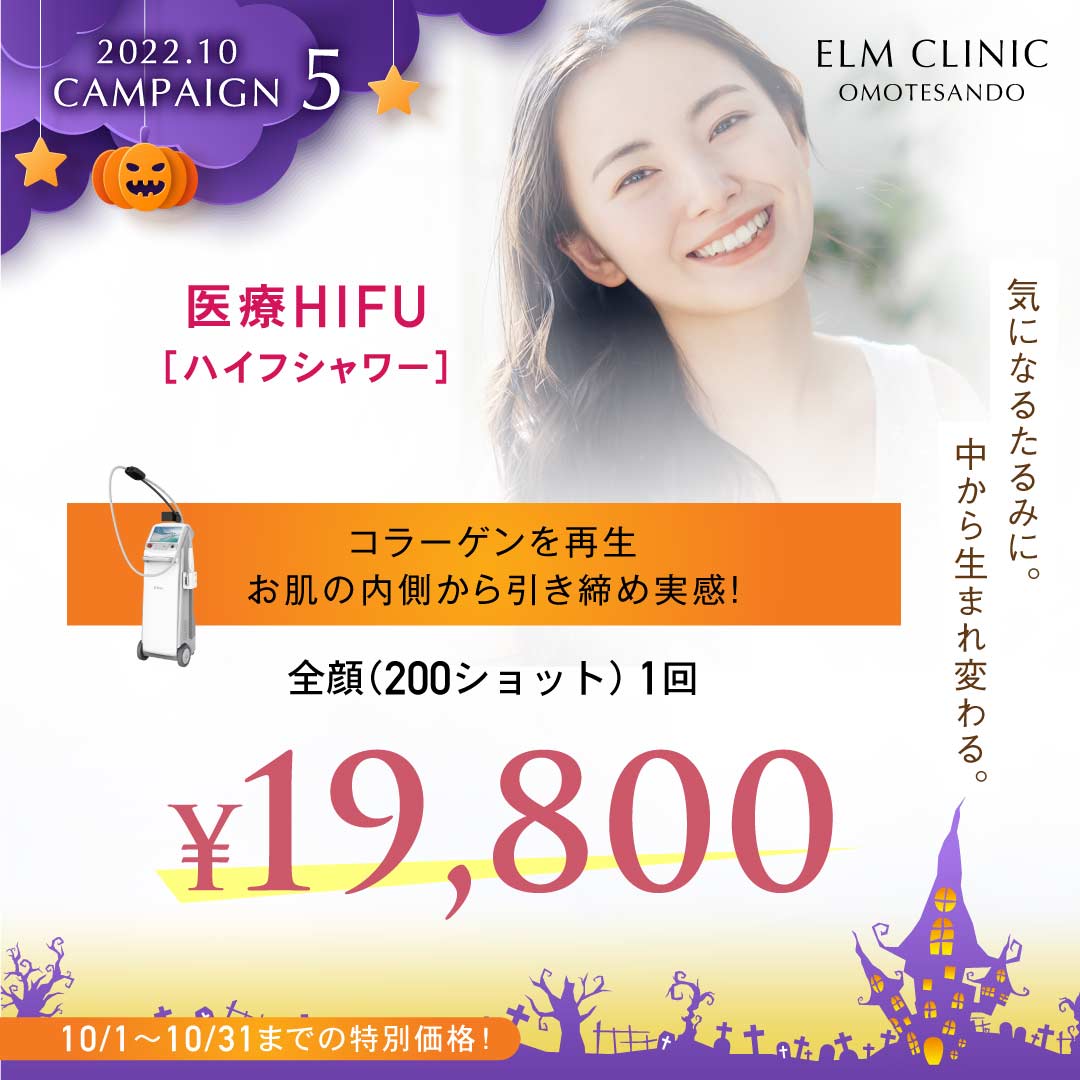 2022.10
CAMPAIGN 5
ELM CLINIC
OMOTESANDO
医療HIFU
［ハイフシャワー］
気になるたるみに。
中から生まれ変わる。
コラーゲンを再生
お肌の内側から引き締め実感!
全顔（200ショット）1回
¥19,800
10/1～10/31までの特別価格！